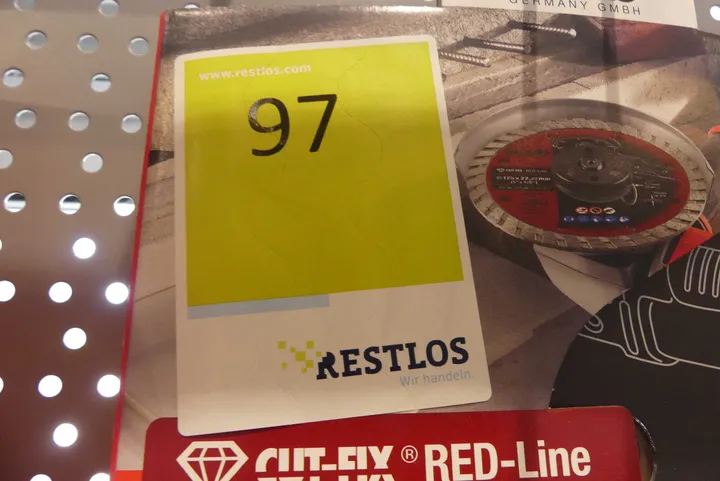 GERMANY GMBH
www.restlos.com
97
RESTLOS
Wir handeln.
CUT-FIX® RED-Line